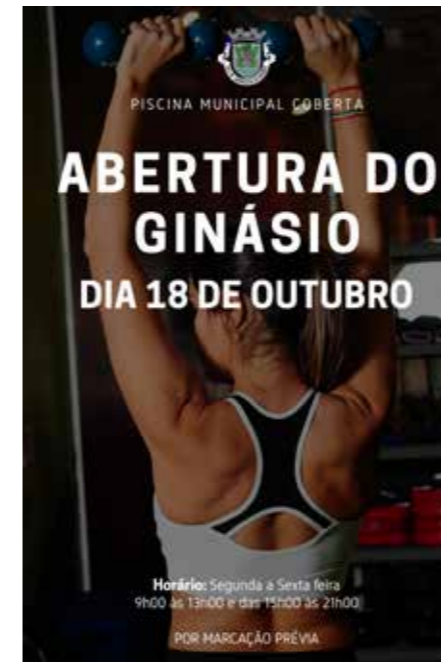 PISCINA MUNICIPAL COBERTA
ABERTURA DO
GINÁSIO
DIA 18 DE OUTUBRO
Horário: Segunda a Sexta feira
9h00 às 13h00 e das 15h00 às 21h00
POR MARCAÇÃO PRÉVIA